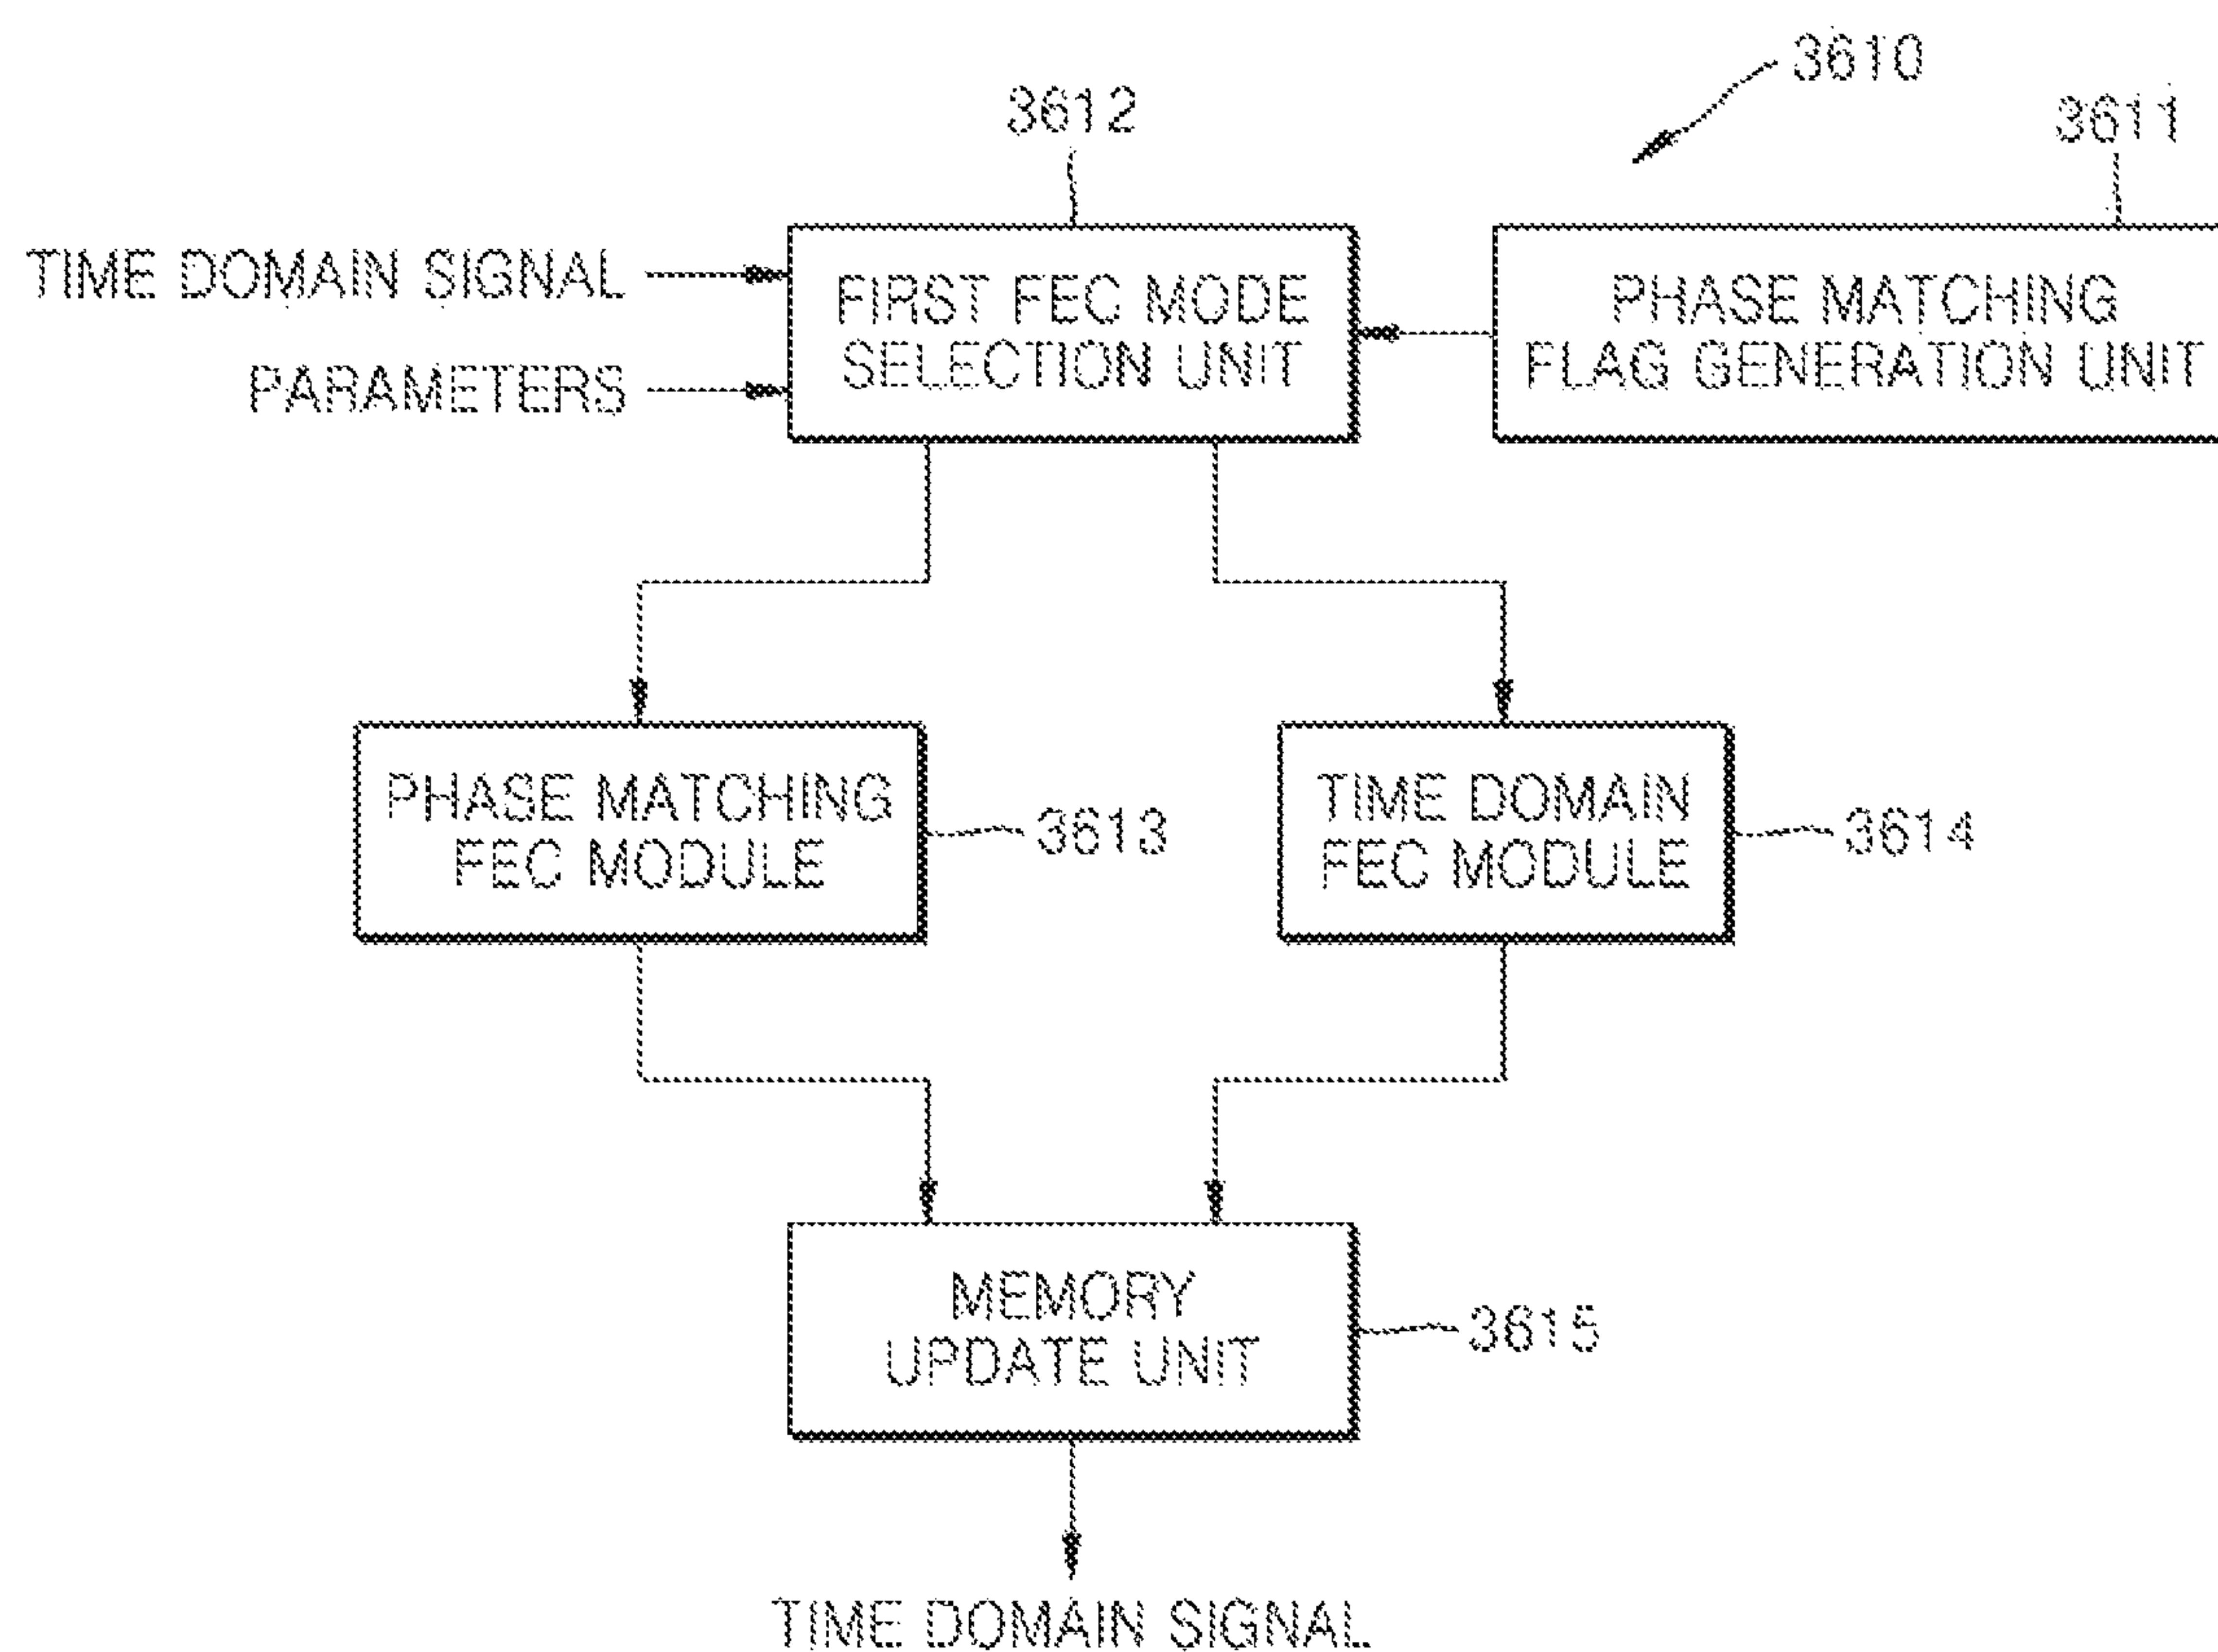 3610
3612
3611
TIME DOMAIN SIGNAL
PARAMETERS
FIRST FEC MODE
SELECTION UNIT
PHASE MATCHING
FLAG GENERATION UNIT
PHASE MATCHING
FEC MODULE
3613
TIME DOMAIN
FEC MODULE
3614
MEMORY
UPDATE UNIT
3615
TIME DOMAIN SIGNAL